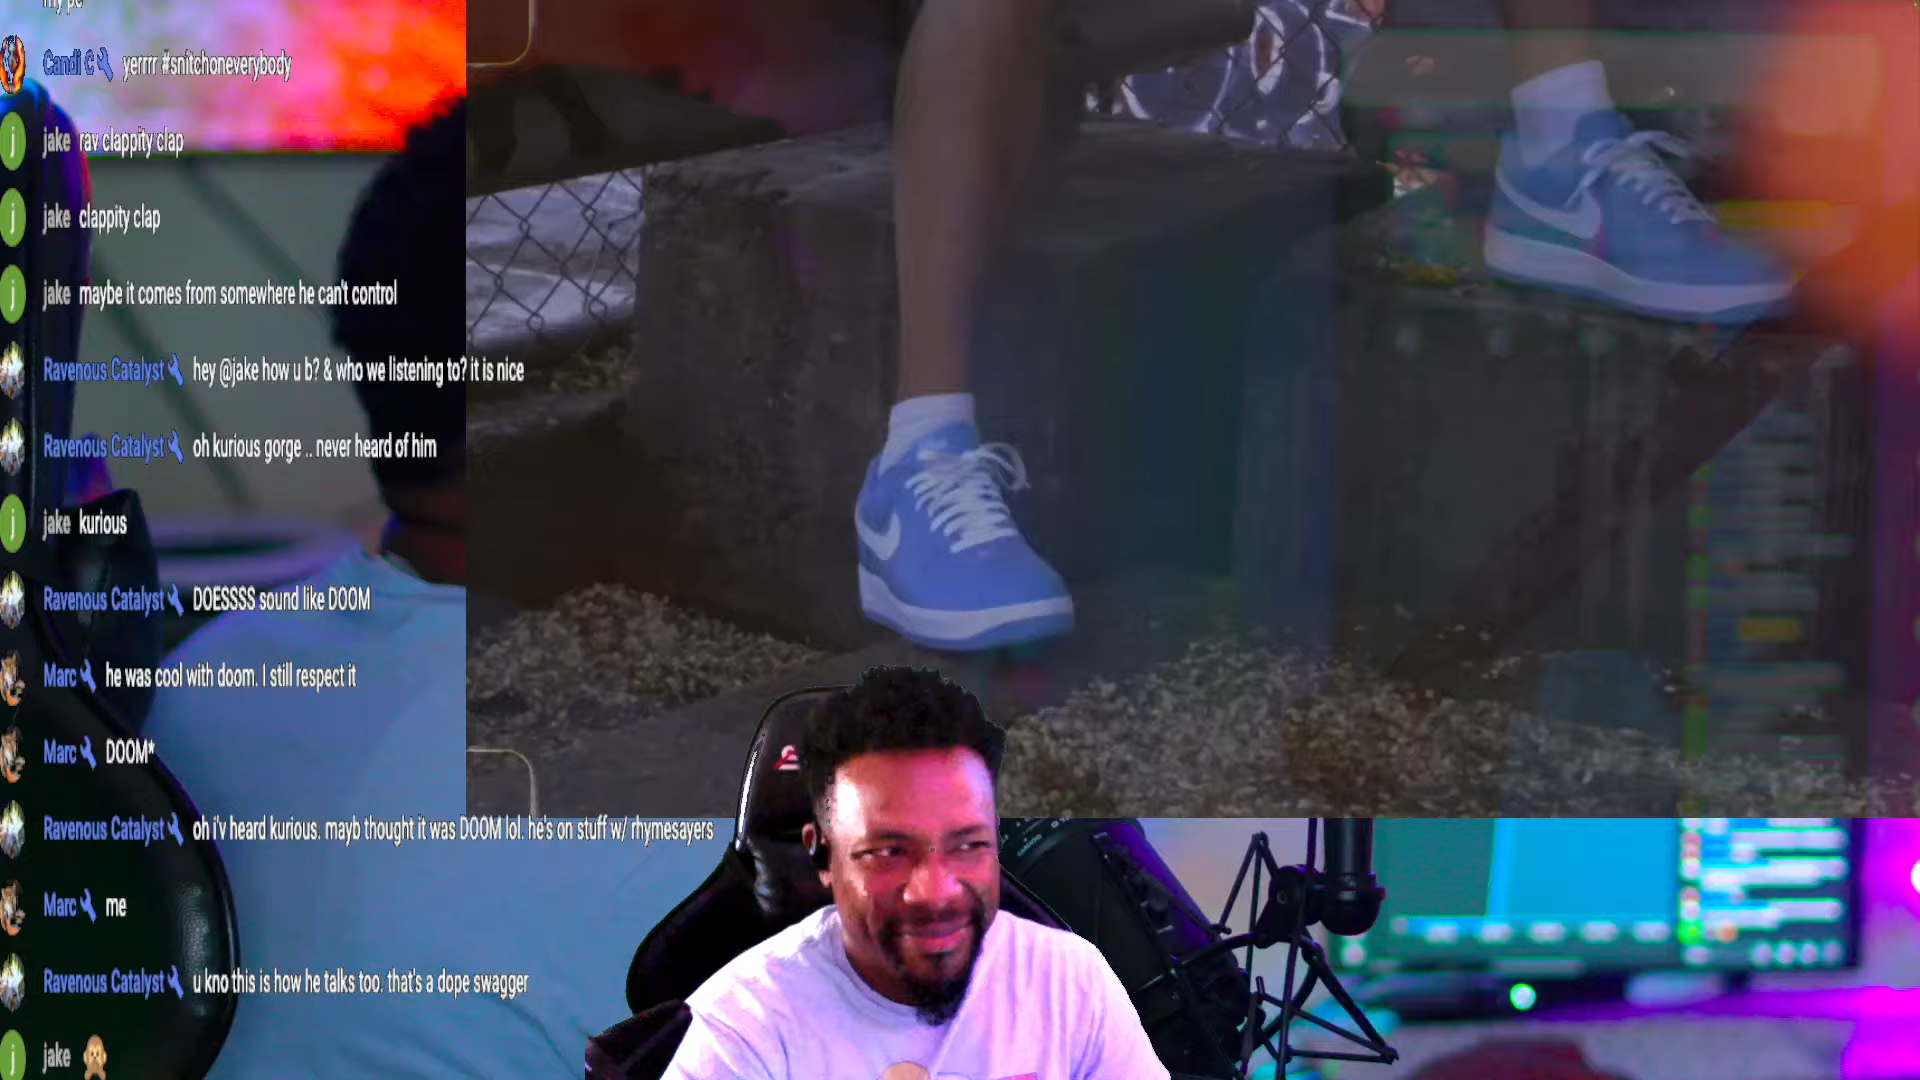 my pc
Candi C yerrrr #snitchoneverybody
jake rav clappity clap
jake clappity clap
jake maybe it comes from somewhere he can't control
Ravenous Catalyst hey @jake how u b? & who we listening to? it is nice
Ravenous Catalyst oh kurious gorge .. never heard of him
jake kurious
Ravenous Catalyst DOESSSS sound like DOOM
Marc he was cool with doom. I still respect it
Marc DOOM*
Ravenous Catalyst oh i'v heard kurious. mayb thought it was DOOM lol. he's on stuff w/ rhymesayers
Marc me
Ravenous Catalyst u kno this is how he talks too. that's a dope swagger
jake 🙊